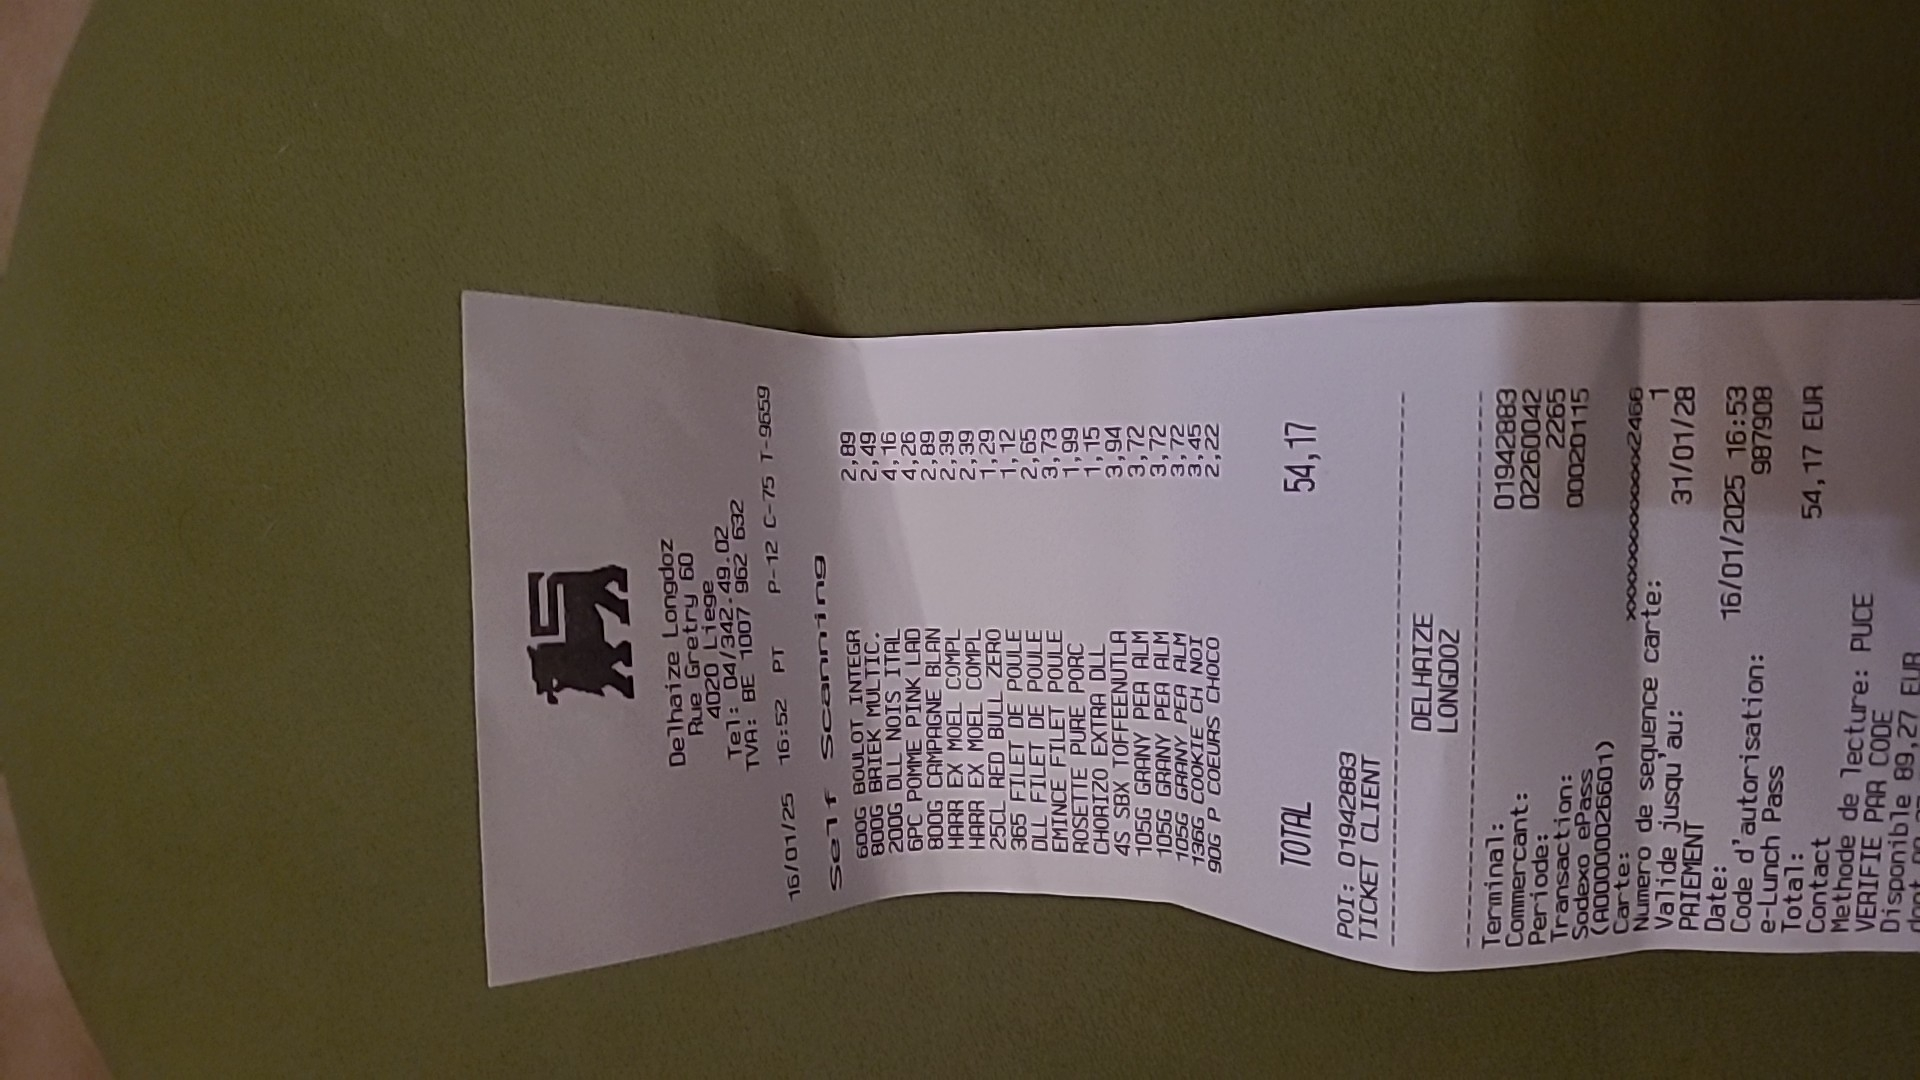 Delhaize Longdoz
Rue Gretry 60
4020 Liege
Tel: 04/342.49.02
TVA: BE 1007 962 632
16/01/25 16:52 PT P-12 C-75 T-9659
Self Scanning
600G BOULOT INTEGR 2,89
800G BRIEK MULTIC. 2,49
200G DLL NOIS ITAL 4,16
6PC POMME PINK LAD 4,26
800G CAMPAGNE BLAN 2,89
HARR EX MOEL COMPL 2,39
HARR EX MOEL COMPL 2,39
25CL RED BULL ZERO 1,29
365 FILET DE POULE 1,12
DLL FILET DE POULE 2,65
EMINCE FILET POULE 3,73
ROSETTE PURE PORC 1,99
CHORIZO EXTRA DLL 1,15
4S SBX TOFFEENUTLA 3,94
105G GRANY PER ALM 3,72
105G GRANY PER ALM 3,72
105G GRANY PER ALM 3,72
136G COOKIE CH NOI 3,45
90G P COEURS CHOCO 2,22
TOTAL 54,17
POI: 01942883
TICKET CLIENT
DELHAIZE
LONGDOZ
Terminal: 01942883
Commercant: 02260042
Periode: 2265
Transaction: 00020115
Sodexo ePass
(A0000026601)
Carte: xxxxxxxxxxxxxxx2466
Numero de sequence carte: 1
Valide jusqu'au: 31/01/28
PAIEMENT
Date: 16/01/2025 16:53
Code d'autorisation: 987908
e-Lunch Pass
Total: 54,17 EUR
Contact
Methode de lecture: PUCE
VERIFIE PAR CODE
Disponible 89,27 EUR